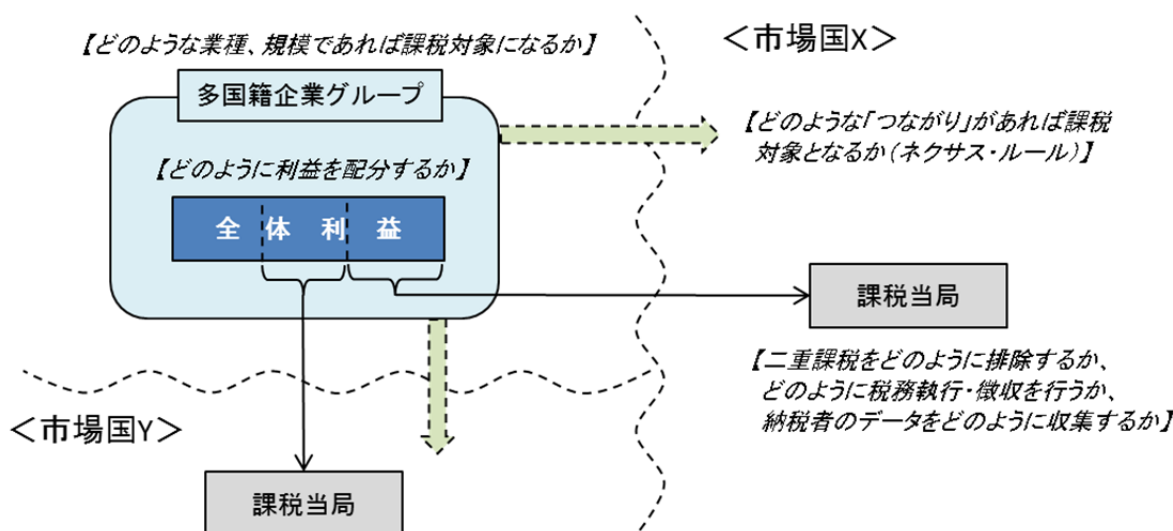 【どのような業種、規模であれば課税対象になるか】
＜市場国X＞
多国籍企業グループ
【どのような「つながり」があれば課税
対象となるか（ネクサス・ルール）】
【どのように利益を配分するか】
全体利益
課税当局
【二重課税をどのように排除するか、
どのように税務執行・徴収を行うか、
納税者のデータをどのように収集するか】
＜市場国Y＞
課税当局